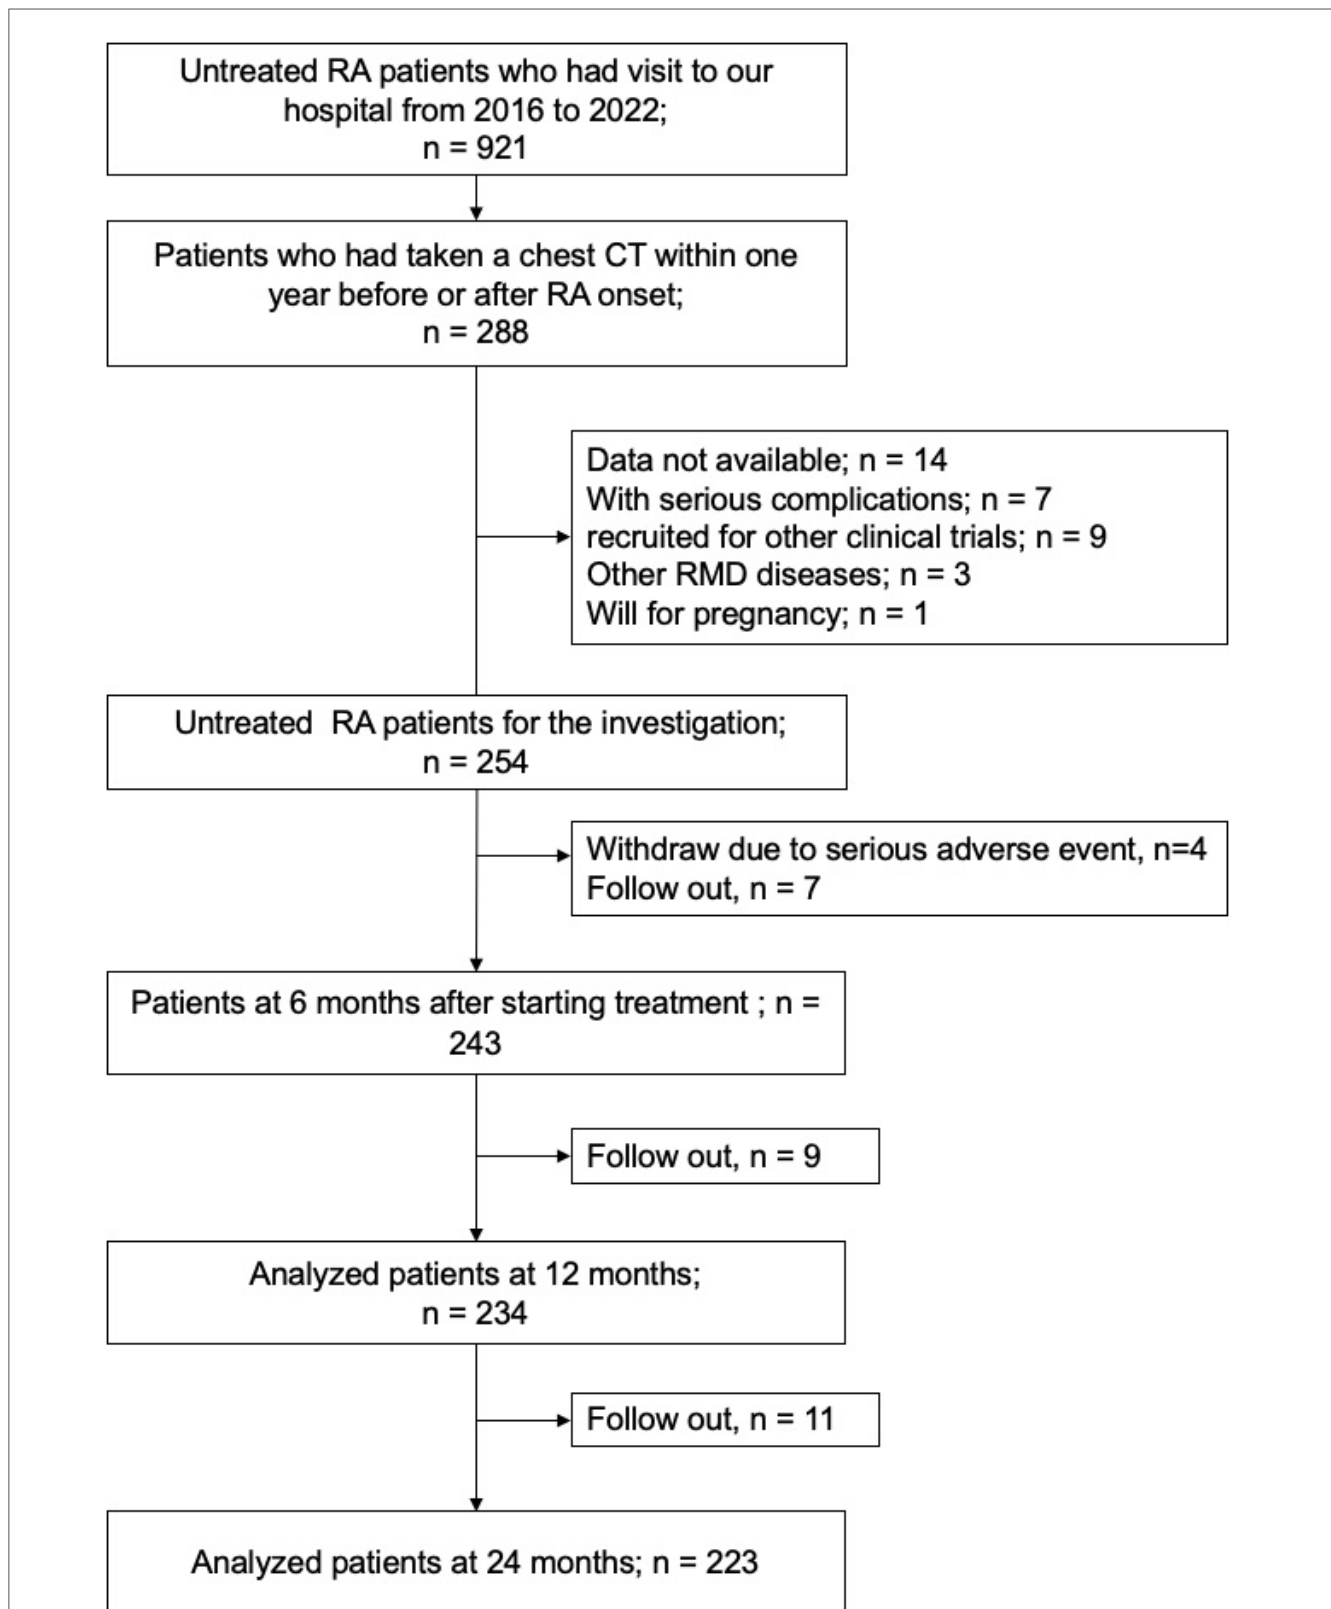 Untreated RA patients who had visit to our
hospital from 2016 to 2022;
n = 921
Patients who had taken a chest CT within one
year before or after RA onset;
n = 288
Data not available; n = 14
With serious complications; n = 7
recruited for other clinical trials; n = 9
Other RMD diseases; n = 3
Will for pregnancy; n = 1
Untreated  RA patients for the investigation;
n = 254
Withdraw due to serious adverse event, n=4
Follow out, n = 7
Patients at 6 months after starting treatment ; n =
243
Follow out, n = 9
Analyzed patients at 12 months;
n = 234
Follow out, n = 11
Analyzed patients at 24 months; n = 223